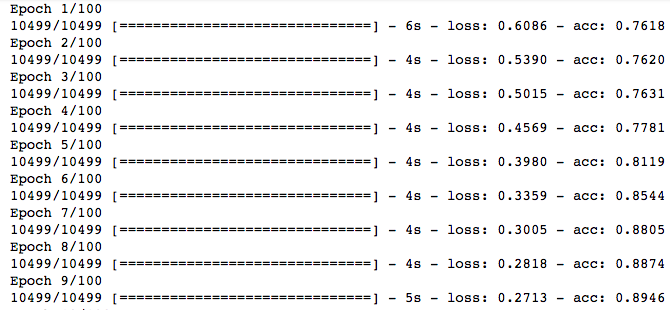 Epoch 1/100
10499/10499 [==============================] - 6s - loss: 0.6086 - acc: 0.7618
Epoch 2/100
10499/10499 [==============================] - 4s - loss: 0.5390 - acc: 0.7620
Epoch 3/100
10499/10499 [==============================] - 4s - loss: 0.5015 - acc: 0.7631
Epoch 4/100
10499/10499 [==============================] - 4s - loss: 0.4569 - acc: 0.7781
Epoch 5/100
10499/10499 [==============================] - 4s - loss: 0.3980 - acc: 0.8119
Epoch 6/100
10499/10499 [==============================] - 4s - loss: 0.3359 - acc: 0.8544
Epoch 7/100
10499/10499 [==============================] - 4s - loss: 0.3005 - acc: 0.8805
Epoch 8/100
10499/10499 [==============================] - 4s - loss: 0.2818 - acc: 0.8874
Epoch 9/100
10499/10499 [==============================] - 5s - loss: 0.2713 - acc: 0.8946